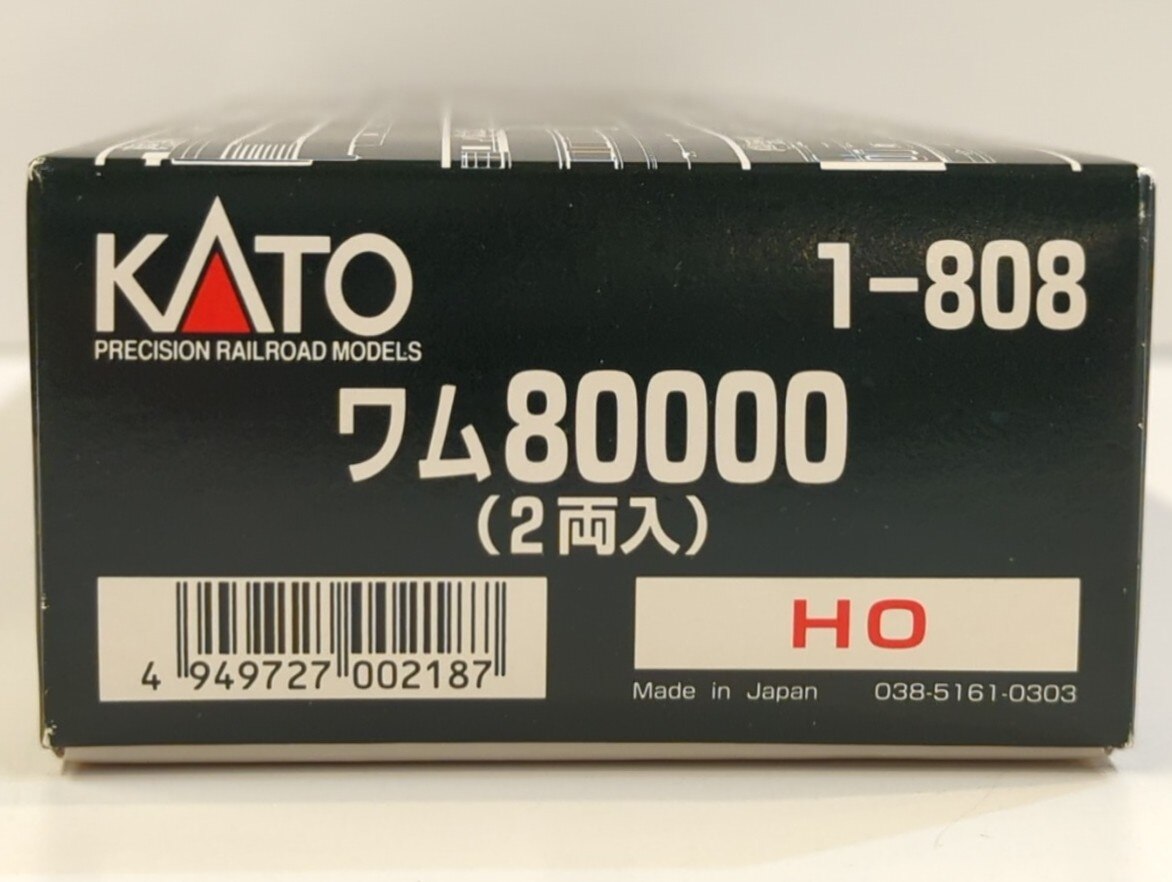 KATO
1-808
PRECISION RAILROAD MODELS
ワム80000
(2両入)
4 949727 002187
HO
Made in Japan 038-5161-0303